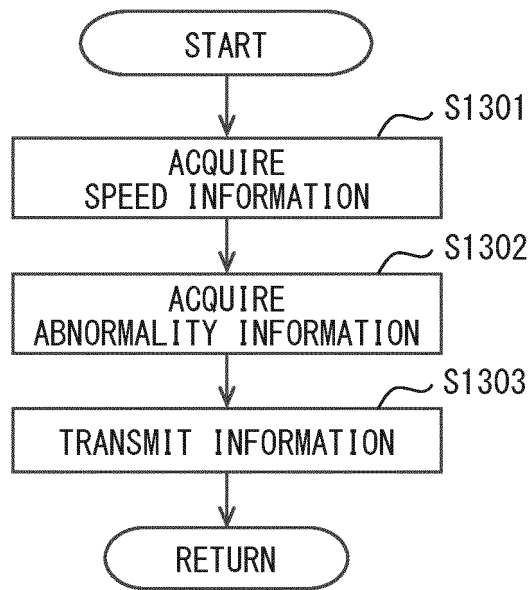 START
S1301
ACQUIRE
SPEED INFORMATION
S1302
ACQUIRE
ABNORMALITY INFORMATION
S1303
TRANSMIT INFORMATION
RETURN